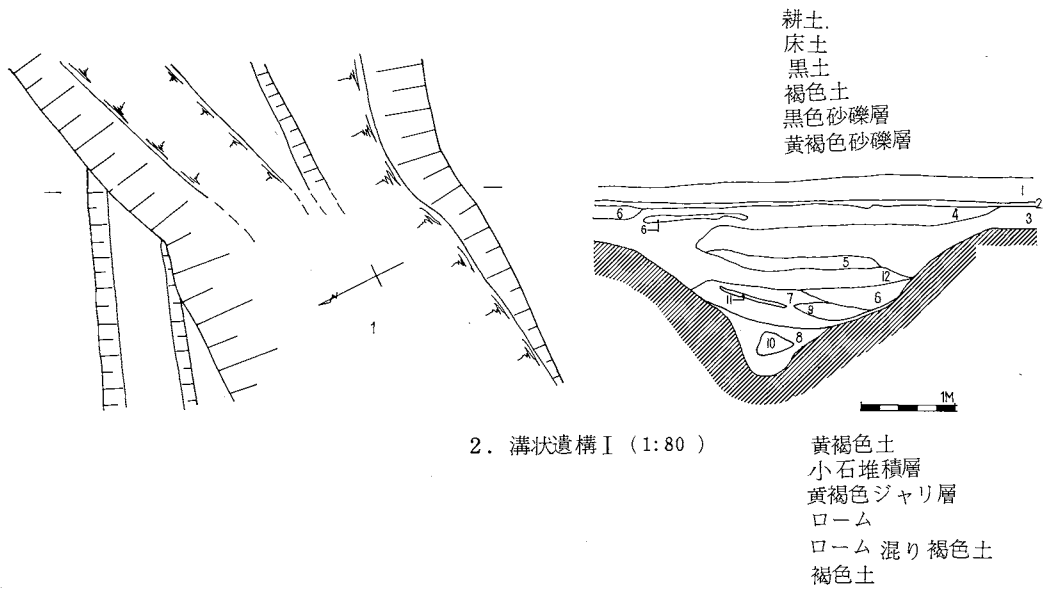 耕土.
床土
黒土
褐色土
黒色砂礫層
黄褐色砂礫層
1
2
3
4
6
6
5
12
7
6
11
9
8
10
1
1M
2. 溝状遺構Ⅰ (1:80)
黄褐色土
小石堆積層
黄褐色ジャリ層
ローム
ローム混り褐色土
褐色土